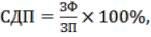 СДП = ЗФ/ЗП × 100%,